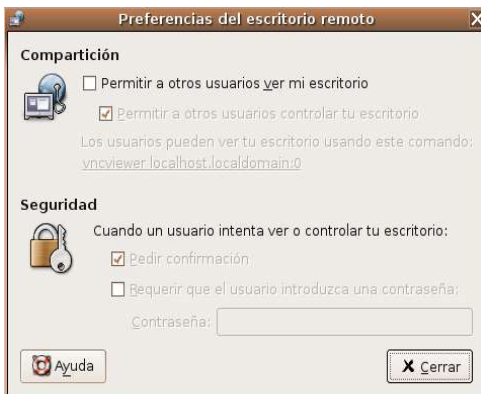 Preferencias del escritorio remoto
Compartición
Permitir a otros usuarios ver mi escritorio
Permitir a otros usuarios controlar tu escritorio
Los usuarios pueden ver tu escritorio usando este comando:
vncviewer localhost.localdomain:0
Seguridad
Cuando un usuario intenta ver o controlar tu escritorio:
Pedir confirmación
Requerir que el usuario introduzca una contraseña:
Contraseña:
Ayuda
Cerrar